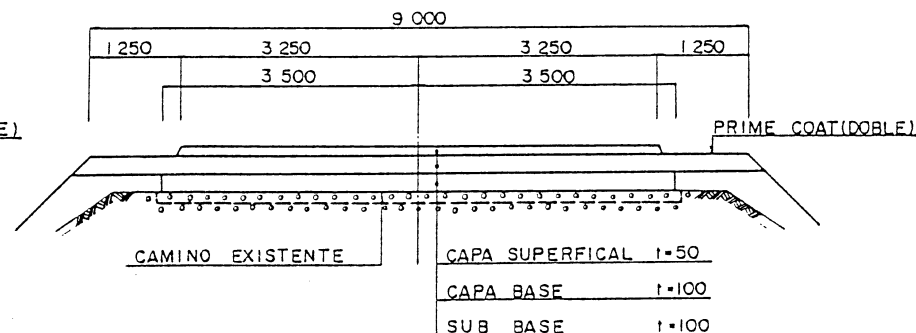 9 000
1 250 3 250 3 250 1 250
3 500 3 500
E) PRIME COAT(DOBLE)
CAMINO EXISTENTE CAPA SUPERFICAL t=50
CAPA BASE t=100
SUB BASE t=100